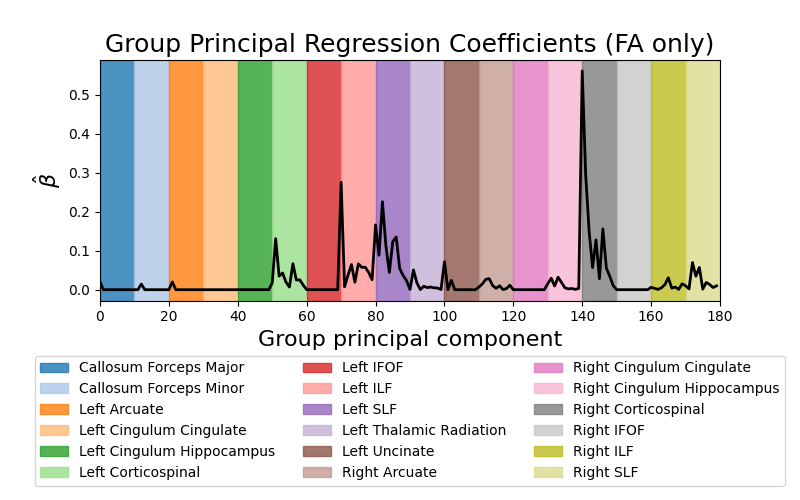 Group Principal Regression Coefficients (FA only)
0.5
0.4
0.3
0.2
0.1
0.0
β̂
0 20 40 60 80 100 120 140 160 180
Group principal component
Callosum Forceps Major
Callosum Forceps Minor
Left Arcuate
Left Cingulum Cingulate
Left Cingulum Hippocampus
Left Corticospinal
Left IFOF
Left ILF
Left SLF
Left Thalamic Radiation
Left Uncinate
Right Arcuate
Right Cingulum Cingulate
Right Cingulum Hippocampus
Right Corticospinal
Right IFOF
Right ILF
Right SLF